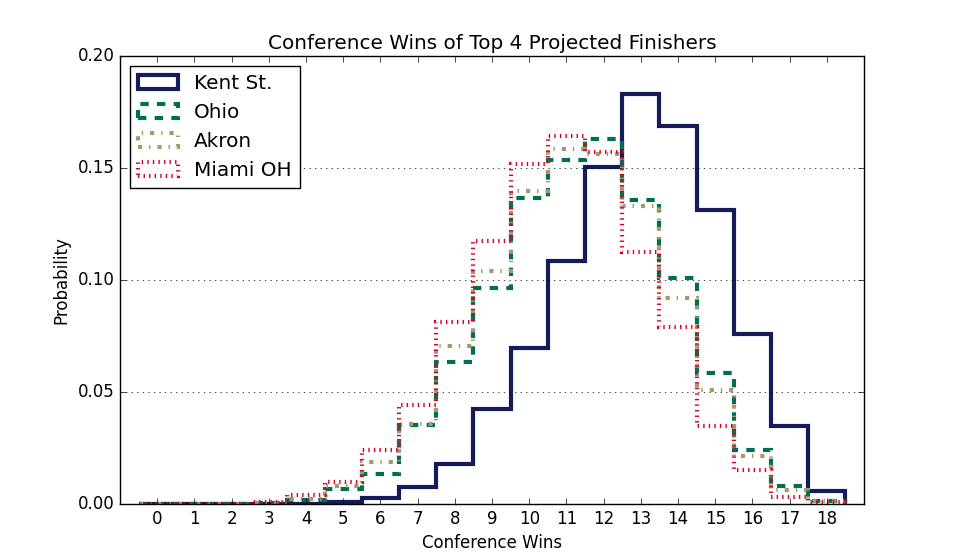 Conference Wins of Top 4 Projected Finishers
0.20
0.15
0.10
0.05
0.00
Probability
Kent St.
Ohio
Akron
Miami OH
0 1 2 3 4 5 6 7 8 9 10 11 12 13 14 15 16 17 18
Conference Wins